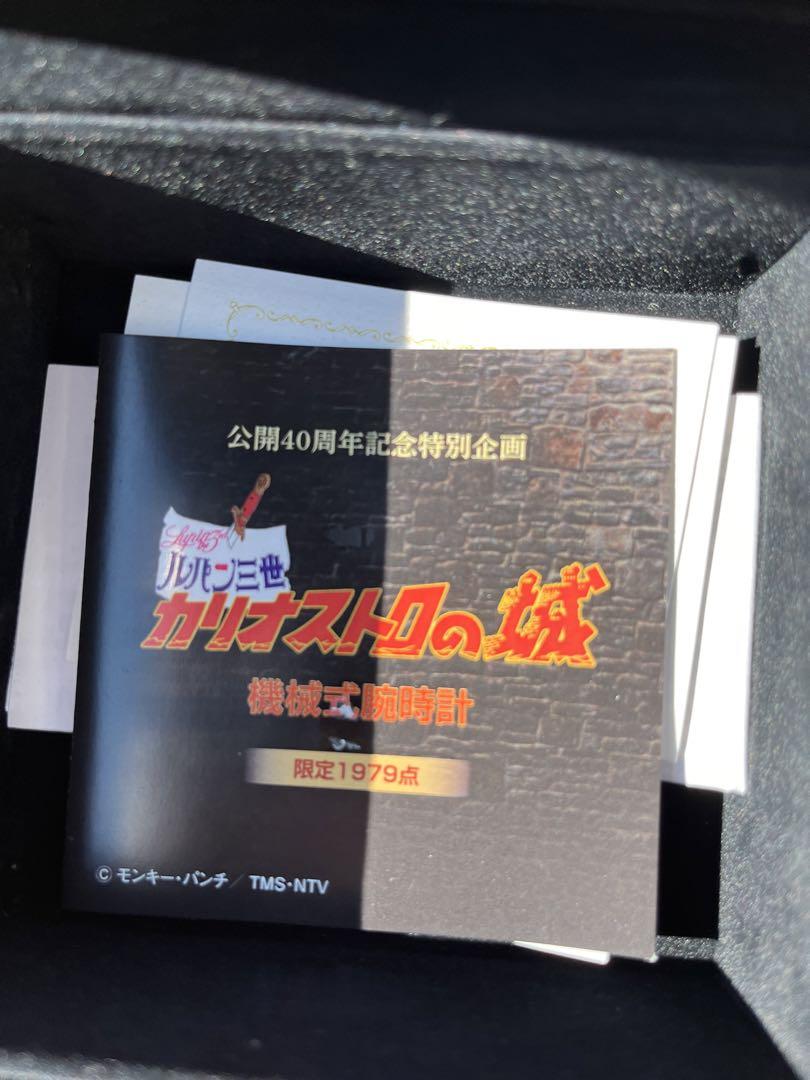 公開40周年記念特別企画
Lupin 3rd
ルパン三世
カリオストロの城
機械式腕時計
限定1979点
© モンキー・パンチ／TMS・NTV